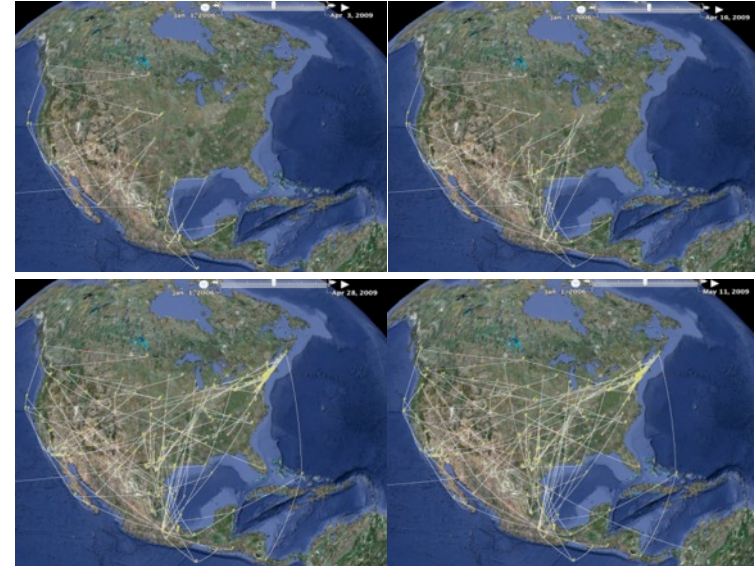 Jan 1, 2006
Apr 3, 2009
Jan 1, 2006
Apr 16, 2009
Jan 1, 2006
Apr 28, 2009
Jan 1, 2006
May 11, 2009